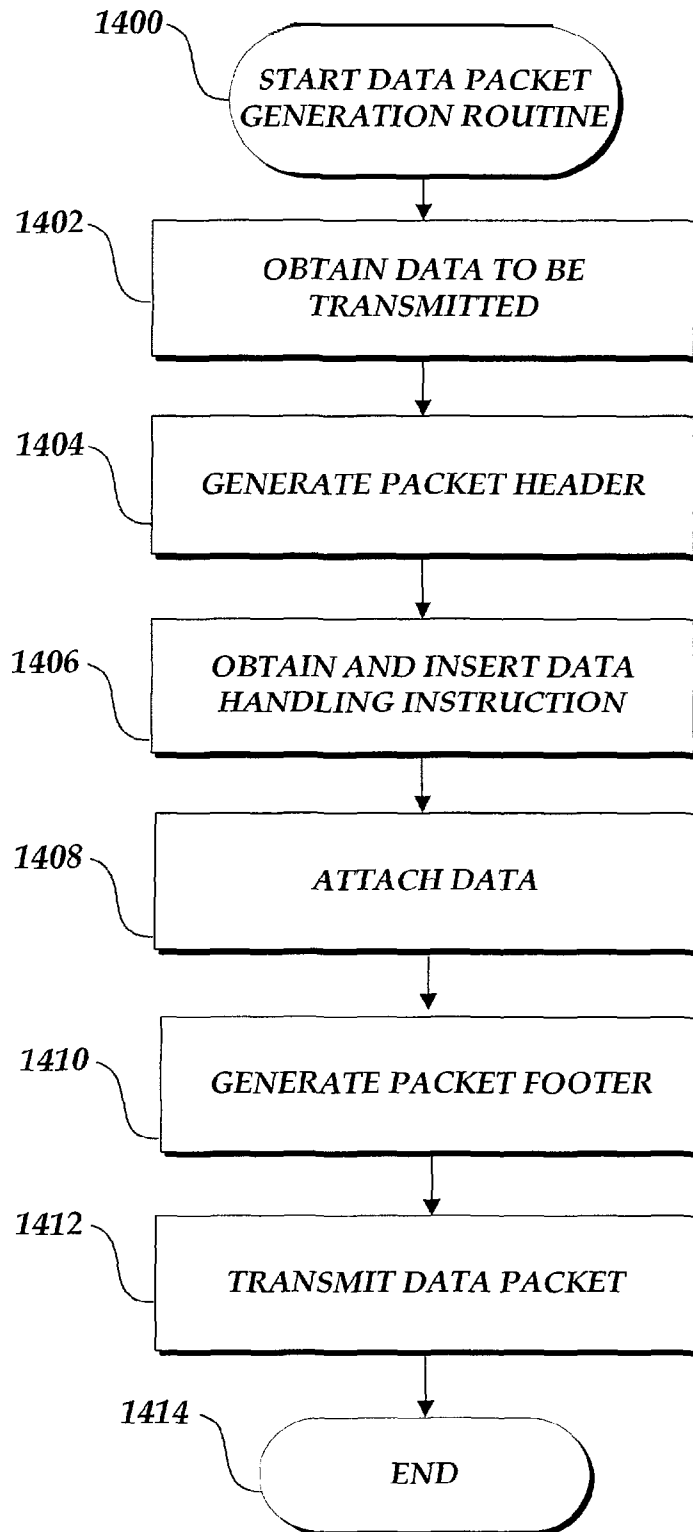 1400
START DATA PACKET
GENERATION ROUTINE
1402
OBTAIN DATA TO BE
TRANSMITTED
1404
GENERATE PACKET HEADER
1406
OBTAIN AND INSERT DATA
HANDLING INSTRUCTION
1408
ATTACH DATA
1410
GENERATE PACKET FOOTER
1412
TRANSMIT DATA PACKET
1414
END